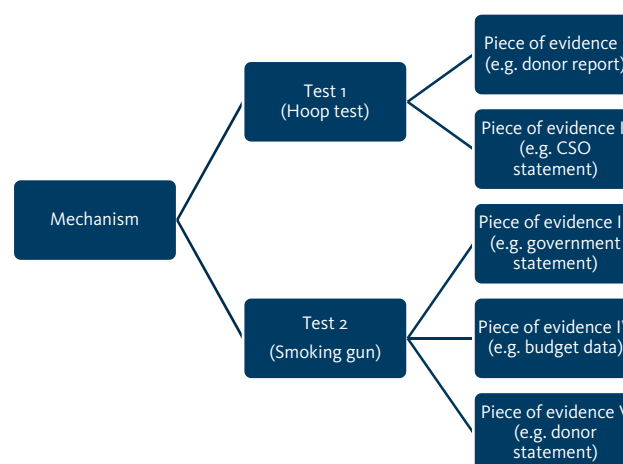 Piece of evidence
(e.g. donor report)
Test 1
(Hoop test)
Piece of evidence
(e.g. CSO
statement)
Mechanism
Piece of evidence
(e.g. government
statement)
Test 2
(Smoking gun)
Piece of evidence
(e.g. budget data)
Piece of evidence
(e.g. donor
statement)